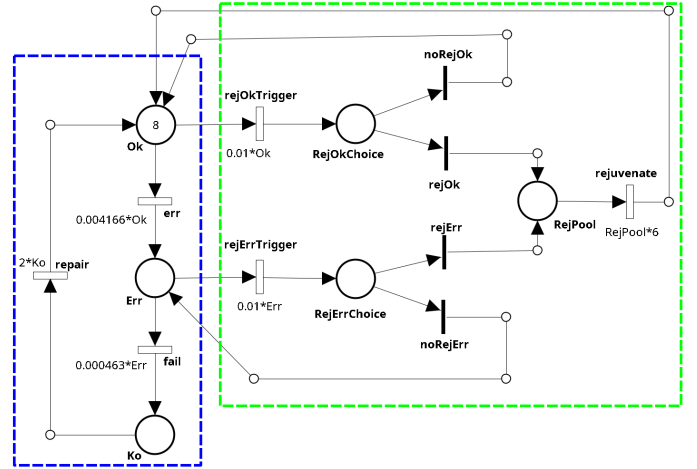 noRejOk
rejOkTrigger
8
Ok
0.01*Ok
RejOkChoice
rejOk
rejuvenate
err
0.004166*Ok
rejErr
RejPool
RejPool*6
rejErrTrigger
2*Ko
repair
Err
0.01*Err
RejErrChoice
noRejErr
fail
0.000463*Err
Ko